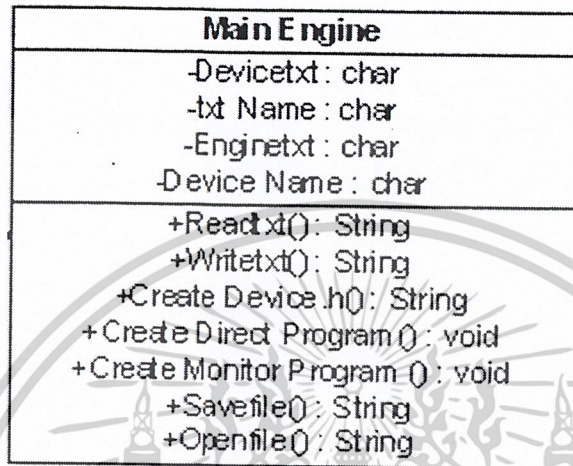 Main Engine
-Devicetxt : char
-txt Name : char
-Enginetxt : char
-Device Name : char
+Readtxt() : String
+Writetxt() : String
+Create Device.h() : String
+Create Direct Program () : void
+Create Monitor Program () : void
+Savefile() : String
+Openfile() : String